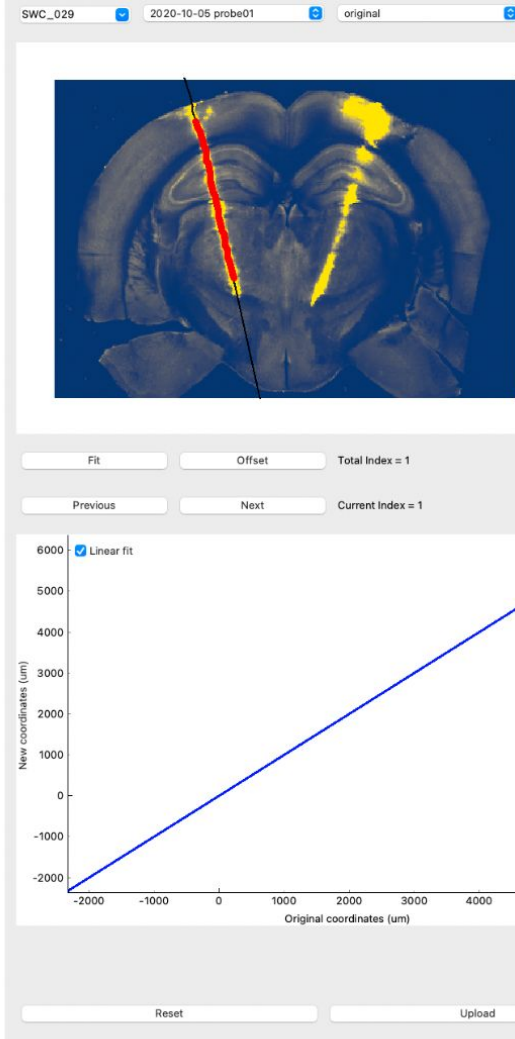 SWC_029 2020-10-05 probe01 original
Fit Offset Total Index = 1
Previous Next Current Index = 1
Linear fit
6000
5000
4000
3000
2000
1000
0
-1000
-2000
New coordinates (um)
-2000 -1000 0 1000 2000 3000 4000
Original coordinates (um)
Reset Upload